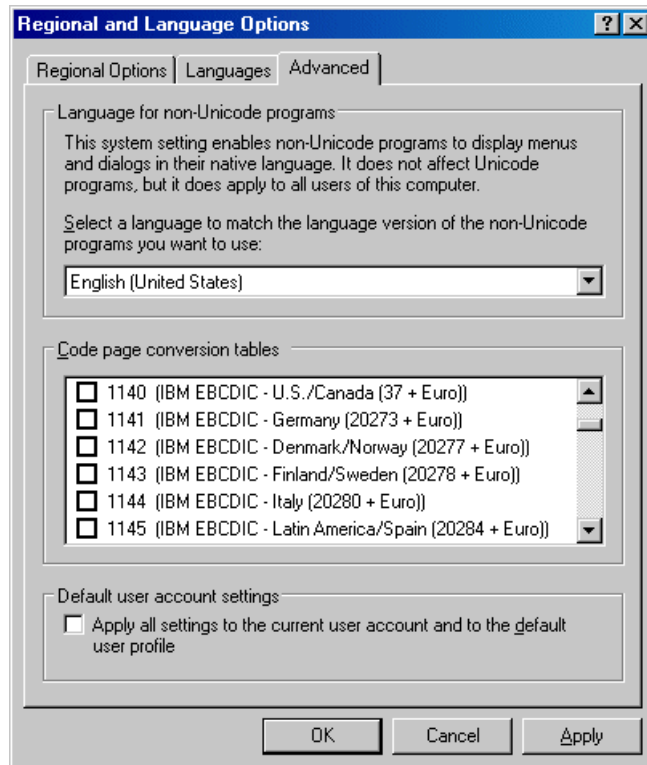 Regional and Language Options
Regional Options Languages Advanced
Language for non-Unicode programs
This system setting enables non-Unicode programs to display menus
and dialogs in their native language. It does not affect Unicode
programs, but it does apply to all users of this computer.
Select a language to match the language version of the non-Unicode
programs you want to use:
English (United States)
Code page conversion tables
1140 (IBM EBCDIC - U.S./Canada (37 + Euro))
1141 (IBM EBCDIC - Germany (20273 + Euro))
1142 (IBM EBCDIC - Denmark/Norway (20277 + Euro))
1143 (IBM EBCDIC - Finland/Sweden (20278 + Euro))
1144 (IBM EBCDIC - Italy (20280 + Euro))
1145 (IBM EBCDIC - Latin America/Spain (20284 + Euro))
Default user account settings
Apply all settings to the current user account and to the default
user profile
OK Cancel Apply